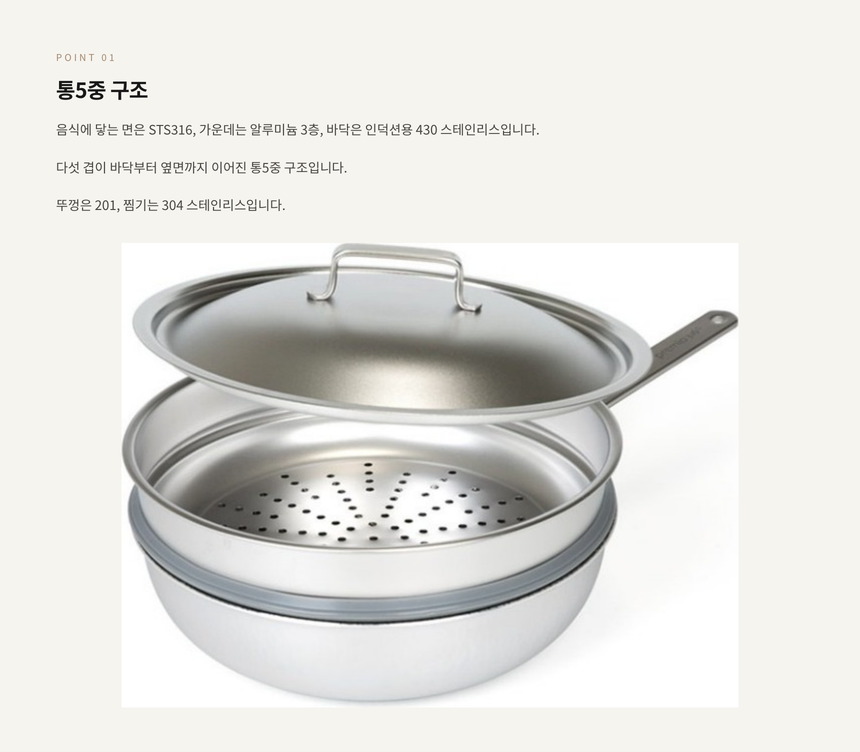 POINT 01
통5중 구조
음식에 닿는 면은 STS316, 가운데는 알루미늄 3층, 바닥은 인덕션용 430 스테인리스입니다.
다섯 겹이 바닥부터 옆면까지 이어진 통5중 구조입니다.
뚜껑은 201, 찜기는 304 스테인리스입니다.